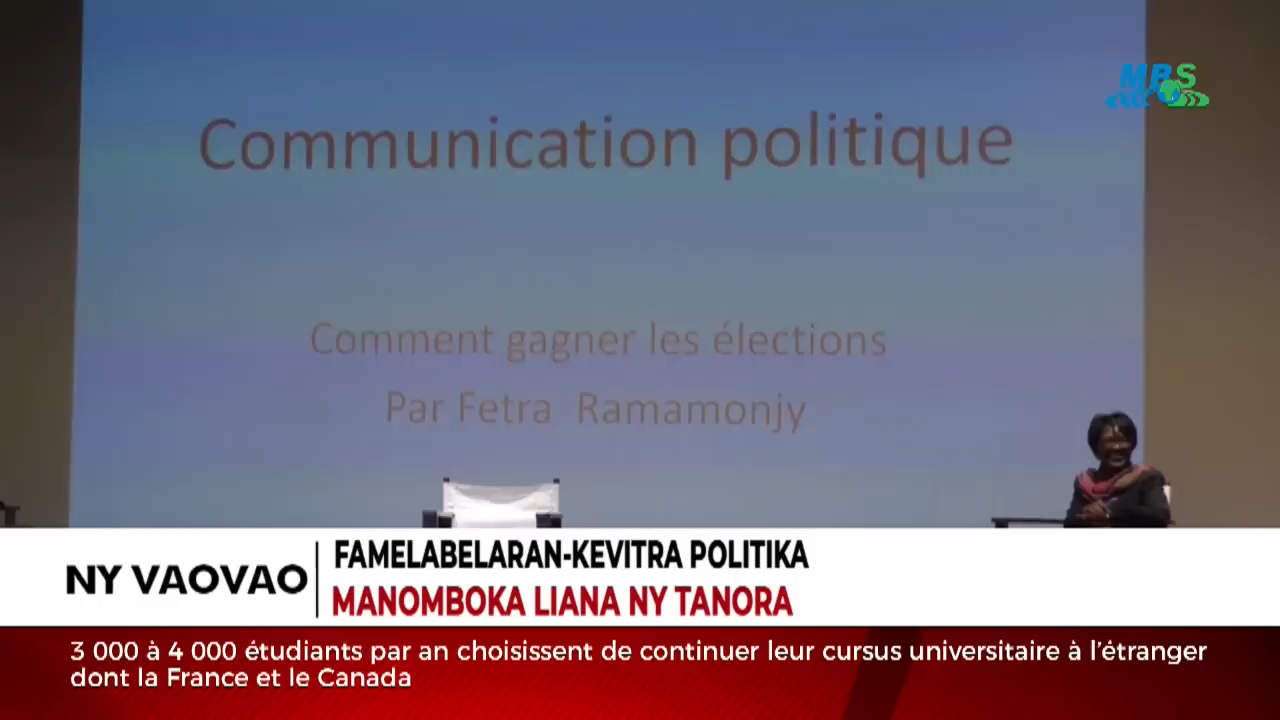 MBS
Communication politique
Comment gagner les élections
Par Fetra Ramamonjy
NY VAOVAO
FAMELABELARAN-KEVITRA POLITIKA
MANOMBOKA LIANA NY TANORA
3 000 à 4 000 étudiants par an choisissent de continuer leur cursus universitaire à l'étranger
dont la France et le Canada